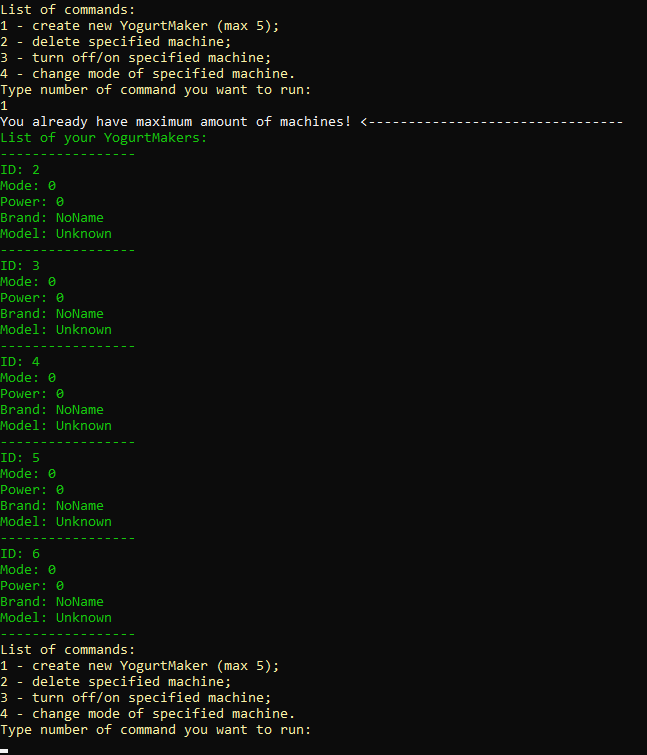 List of commands:
1 - create new YogurtMaker (max 5);
2 - delete specified machine;
3 - turn off/on specified machine;
4 - change mode of specified machine.
Type number of command you want to run:
1
You already have maximum amount of machines! <--------------------------------
List of your YogurtMakers:
-----------------
ID: 2
Mode: 0
Power: 0
Brand: NoName
Model: Unknown
-----------------
ID: 3
Mode: 0
Power: 0
Brand: NoName
Model: Unknown
-----------------
ID: 4
Mode: 0
Power: 0
Brand: NoName
Model: Unknown
-----------------
ID: 5
Mode: 0
Power: 0
Brand: NoName
Model: Unknown
-----------------
ID: 6
Mode: 0
Power: 0
Brand: NoName
Model: Unknown
-----------------
List of commands:
1 - create new YogurtMaker (max 5);
2 - delete specified machine;
3 - turn off/on specified machine;
4 - change mode of specified machine.
Type number of command you want to run: